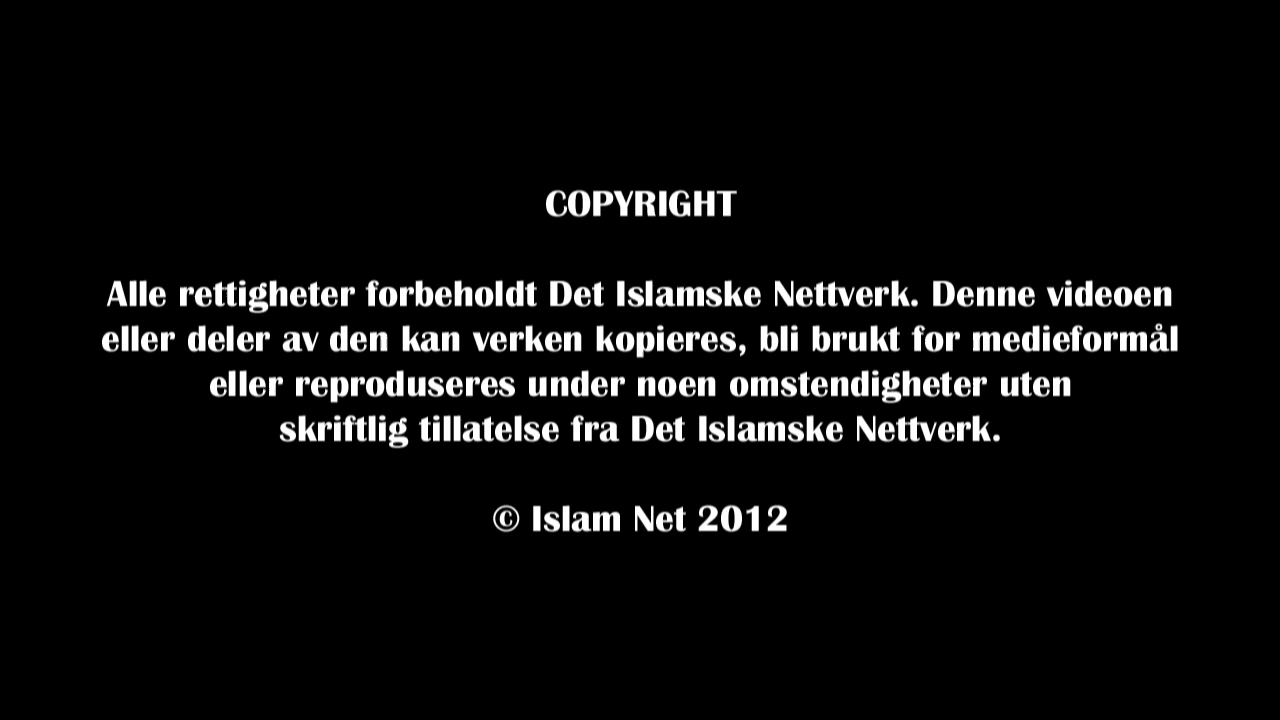 COPYRIGHT
Alle rettigheter forbeholdt Det Islamske Nettverk. Denne videoen
eller deler av den kan verken kopieres, bli brukt for medieformål
eller reproduseres under noen omstendigheter uten
skriftlig tillatelse fra Det Islamske Nettverk.
© Islam Net 2012